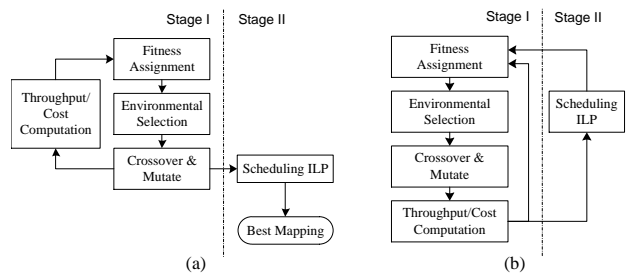 Stage I
Stage II
Fitness
Assignment
Throughput/
Cost
Computation
Environmental
Selection
Crossover &
Mutate
Scheduling ILP
Best Mapping
(a)
Stage I
Stage II
Fitness
Assignment
Environmental
Selection
Scheduling
ILP
Crossover &
Mutate
Throughput/Cost
Computation
(b)